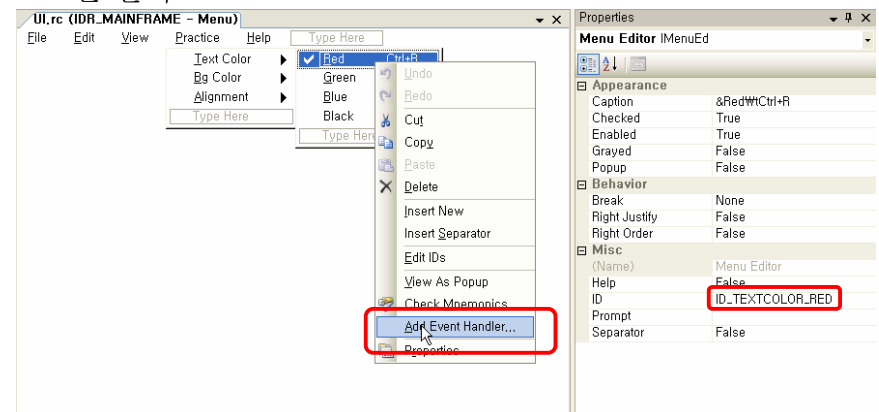 UI.rc (IDR_MAINFRAME - Menu)
File Edit View Practice Help Type Here
Text Color
Bg Color
Alignment
Type Here
Red Ctrl+R
Green
Blue
Black
Type Here
Undo
Redo
Cut
Copy
Paste
Delete
Insert New
Insert Separator
Edit IDs
View As Popup
Check Mnemonics
Add Event Handler...
Properties
Properties
Menu Editor IMenuEd
Appearance
Caption &Red₩tCtrl+R
Checked True
Enabled True
Grayed False
Popup False
Behavior
Break None
Right Justify False
Right Order False
Misc
(Name) Menu Editor
Help False
ID ID_TEXTCOLOR_RED
Prompt
Separator False